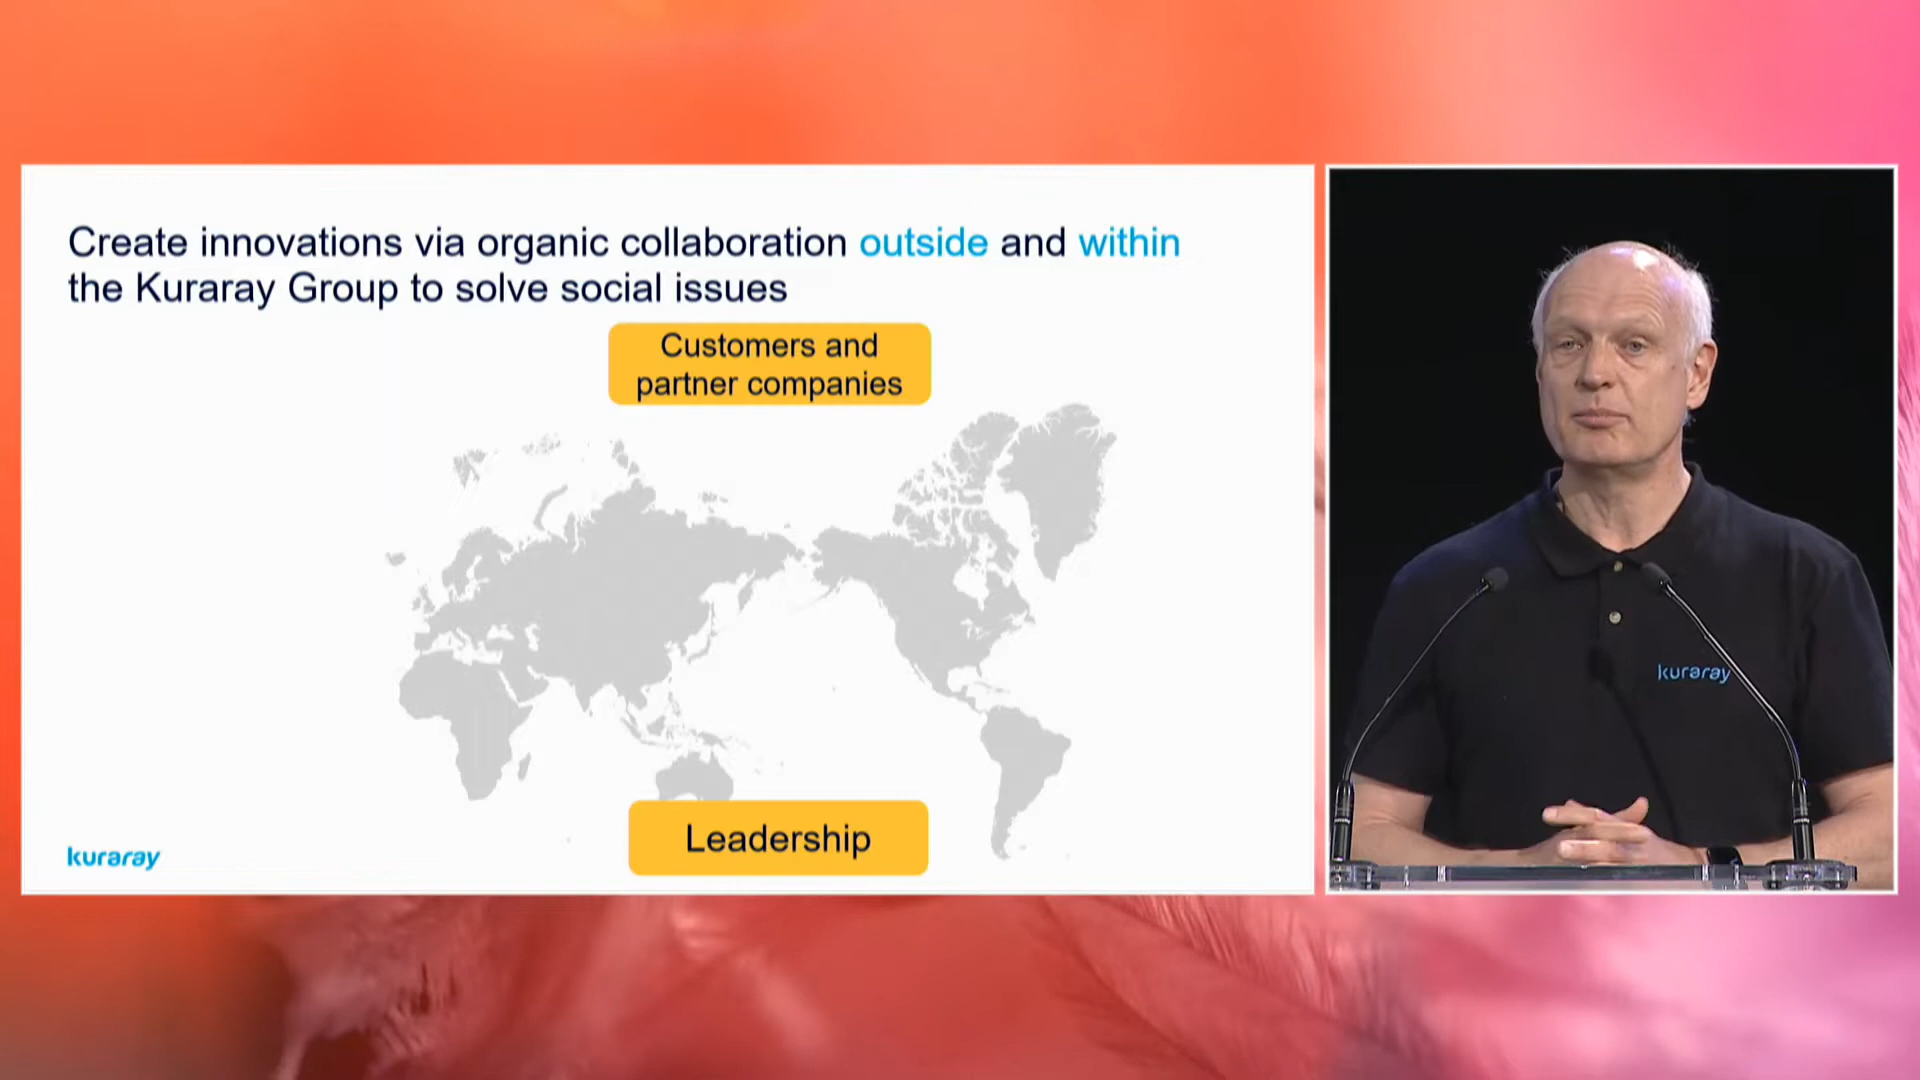 Create innovations via organic collaboration outside and within
the Kuraray Group to solve social issues
Customers and
partner companies
Leadership
kuraray
kuraray